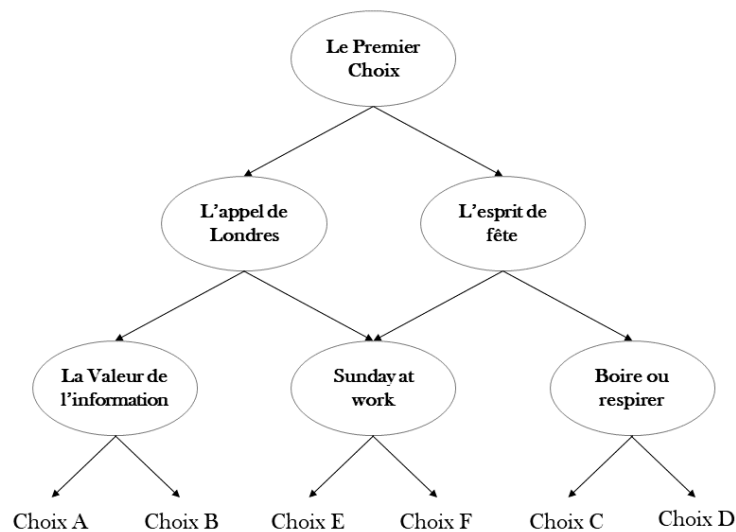 Le Premier
Choix
L'appel de
Londres
L'esprit de
fête
La Valeur de
l'information
Sunday at
work
Boire ou
respirer
Choix A
Choix B
Choix E
Choix F
Choix C
Choix D